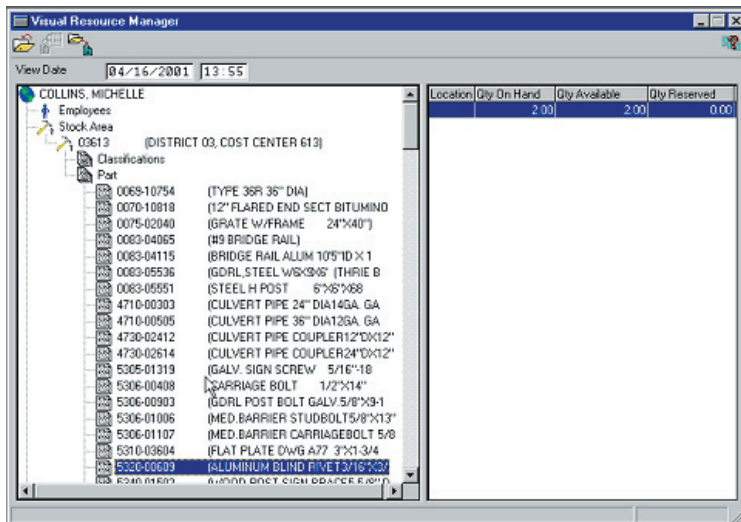 Visual Resource Manager
View Date 04/16/2001 13:55
COLLINS, MICHELLE
Employees
Stock Area
03613 (DISTRICT 03, COST CENTER 613)
Classifications
Part
0069-10754 (TYPE 36R 36" DIA)
0070-10818 (12" FLARED END SECT BITUMINO
0075-02040 (GRATE W/FRAME 24"X40")
0083-04065 (#9 BRIDGE RAIL)
0083-04115 (BRIDGE RAIL ALUM 10'5"ID X 1
0083-05536 (GDRL,STEEL W6X9X6' (THRIE B
0083-05551 (STEEL H POST 6"X6"X68
4710-00303 (CULVERT PIPE 24" DIA14GA. GA
4710-00505 (CULVERT PIPE 36" DIA12GA. GA
4730-02412 (CULVERT PIPE COUPLER12"DX12"
4730-02614 (CULVERT PIPE COUPLER24"DX12"
5305-01319 (GALV. SIGN SCREW 5/16"-18
5306-00408 (CARRIAGE BOLT 1/2"X14"
5306-00903 (GDRL POST BOLT GALV.5/8"X9-1
5306-01006 (MED.BARRIER STUDBOLT5/8"X13"
5306-01107 (MED.BARRIER CARRIAGEBOLT 5/8
5310-03604 (FLAT PLATE DWG A77 3"X1-3/4
5320-00609 (ALUMINUM BLIND RIVET3/16"X3/
5340-01502 (WOOD POST SIGN BRACE5 5/8"D
Location Qty On Hand Qty Available Qty Reserved
2.00 2.00 0.00